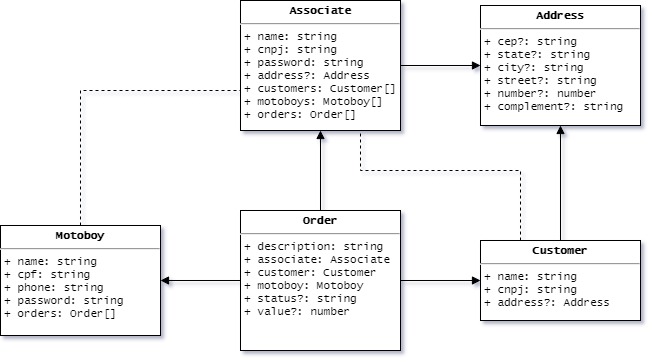 Associate
+ name: string
+ cnpj: string
+ password: string
+ address?: Address
+ customers: Customer[]
+ motoboys: Motoboy[]
+ orders: Order[]
Address
+ cep?: string
+ state?: string
+ city?: string
+ street?: string
+ number?: number
+ complement?: string
Motoboy
+ name: string
+ cpf: string
+ phone: string
+ password: string
+ orders: Order[]
Order
+ description: string
+ associate: Associate
+ customer: Customer
+ motoboy: Motoboy
+ status?: string
+ value?: number
Customer
+ name: string
+ cnpj: string
+ address?: Address